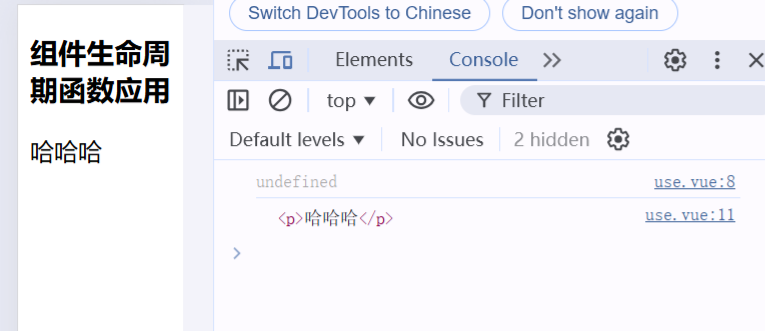 Switch DevTools to Chinese
Don't show again
组件生命周
期函数应用
哈哈哈
Elements
Console
top
Filter
Default levels
No Issues
2 hidden
undefined
use.vue:8
<p>哈哈哈</p>
use.vue:11